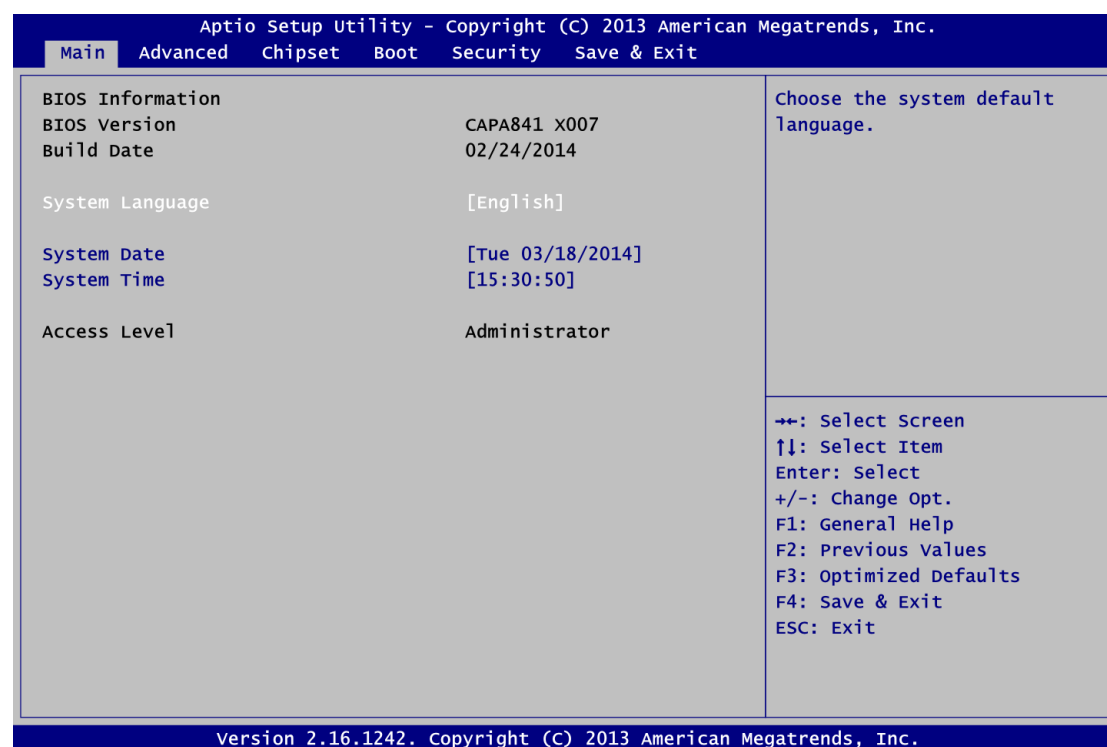 Aptio Setup Utility – Copyright (C) 2013 American Megatrends, Inc.
Main Advanced Chipset Boot Security Save & Exit
BIOS Information
BIOS Version CAPA841 X007
Build Date 02/24/2014
System Language [English]
System Date [Tue 03/18/2014]
System Time [15:30:50]
Access Level Administrator
Choose the system default
language.
→←: Select Screen
↑↓: Select Item
Enter: Select
+/-: Change Opt.
F1: General Help
F2: Previous Values
F3: Optimized Defaults
F4: Save & Exit
ESC: Exit
Version 2.16.1242. Copyright (C) 2013 American Megatrends, Inc.